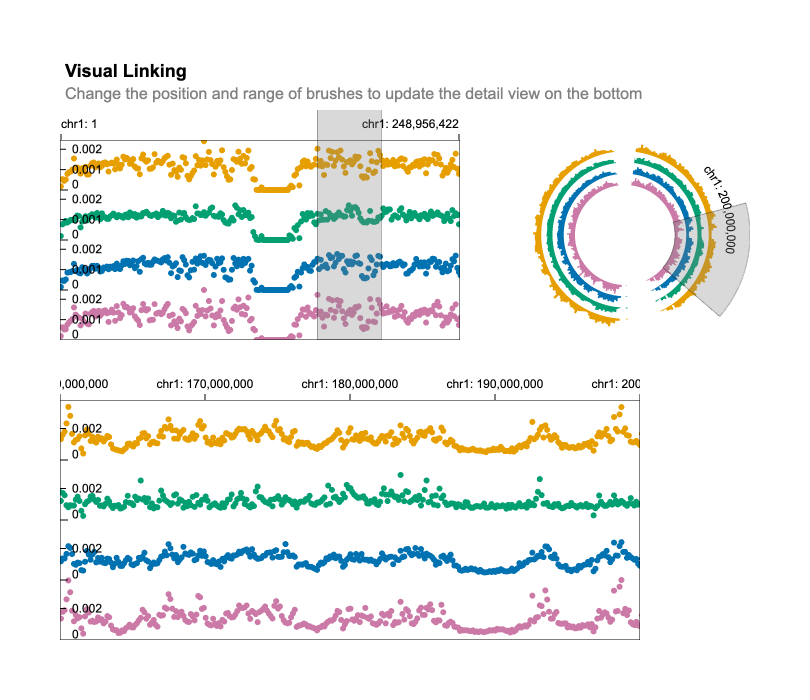 Visual Linking
Change the position and range of brushes to update the detail view on the bottom
chr1: 1
chr1: 248,956,422
0.002
0.001
0
0.002
0.001
0
0.002
0.001
0
0.002
0.001
0
chr1: 200,000,000
0,000,000
chr1: 170,000,000
chr1: 180,000,000
chr1: 190,000,000
chr1: 200
0.002
0
0.002
0
0.002
0
0.002
0